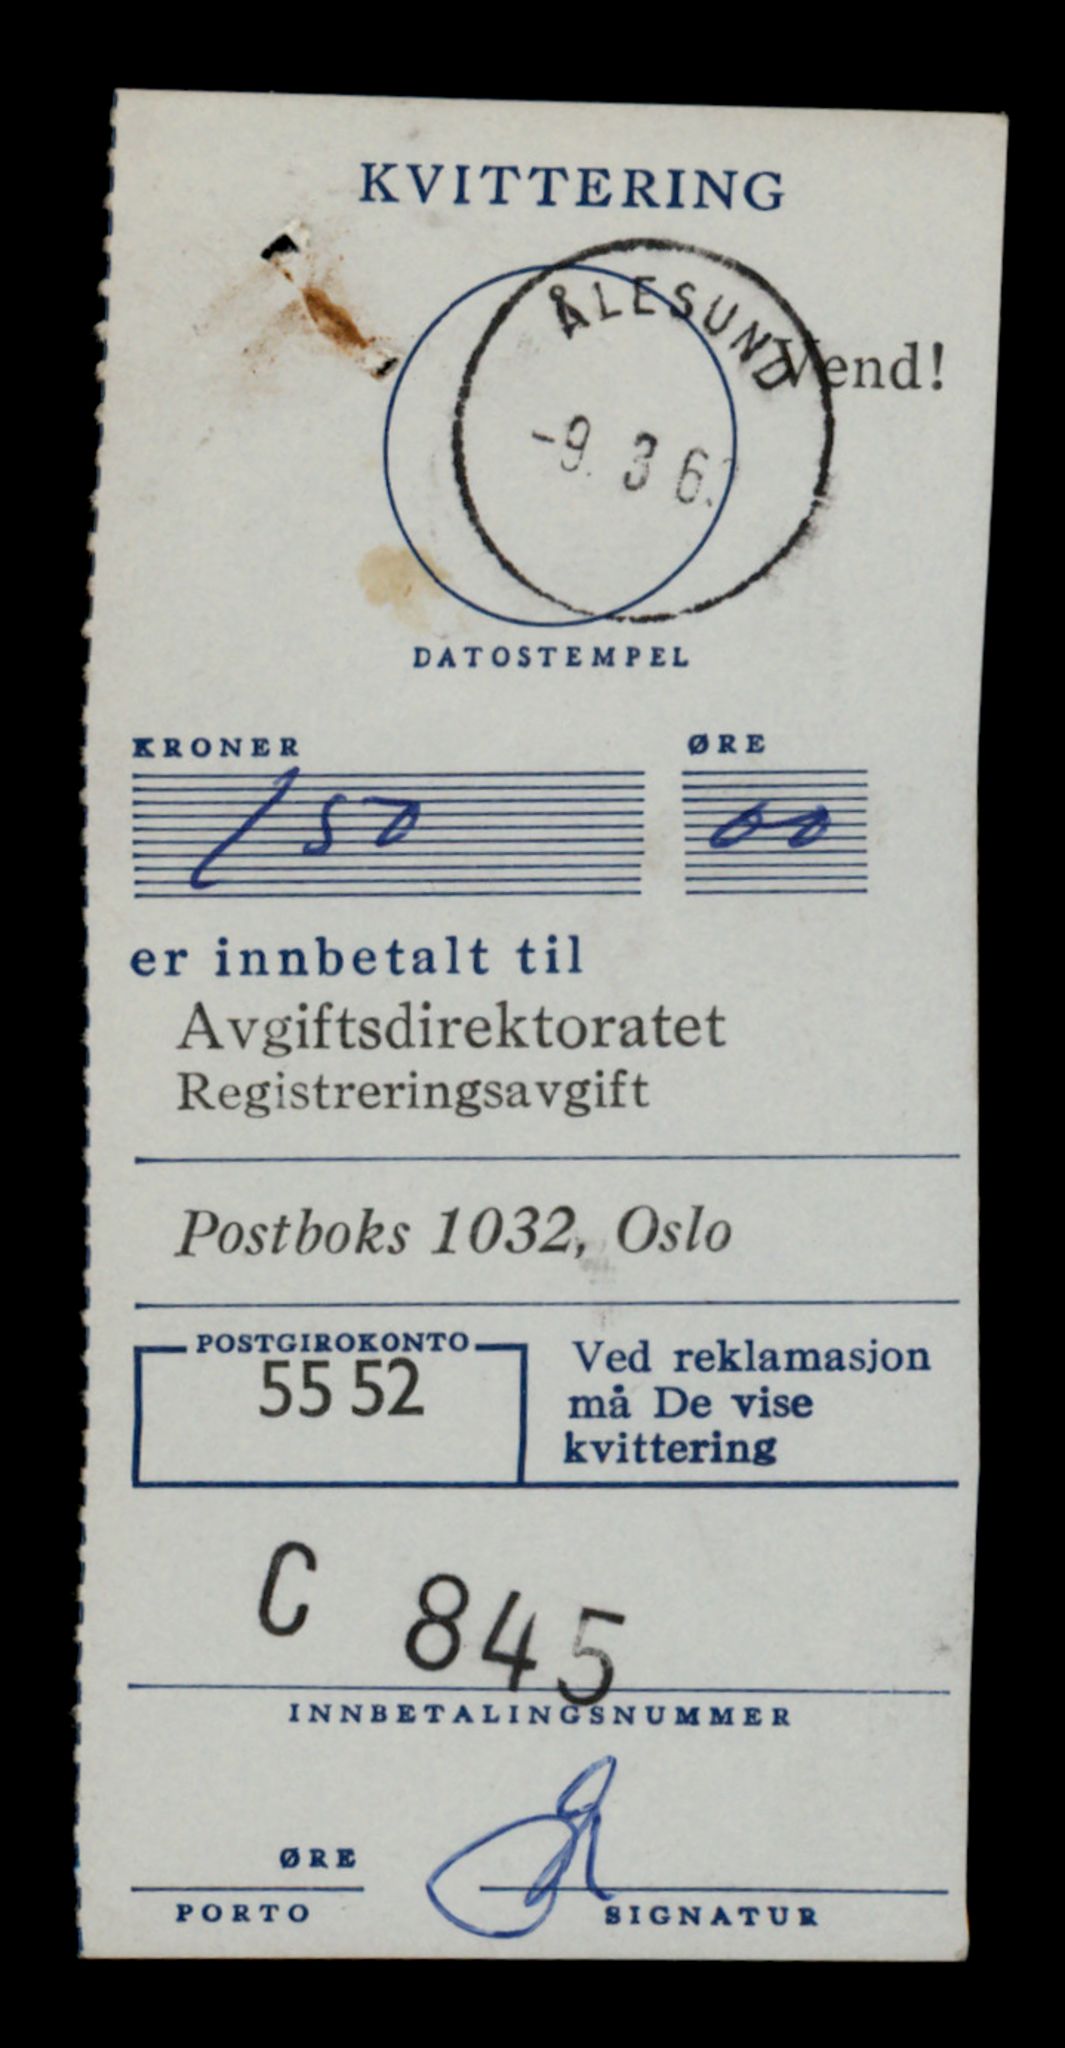 KVITTERING
ÅLESUND
Vend!
-9. 3 6.
DATOSTEMPEL
KRONER ØRE
150 00
er innbetalt til
Avgiftsdirektoratet
Registreringsavgift
Postboks 1032, Oslo
POSTGIROKONTO
55 52
Ved reklamasjon
må De vise
kvittering
C 845
INNBETALINGSNUMMER
ØRE
PORTO SIGNATUR